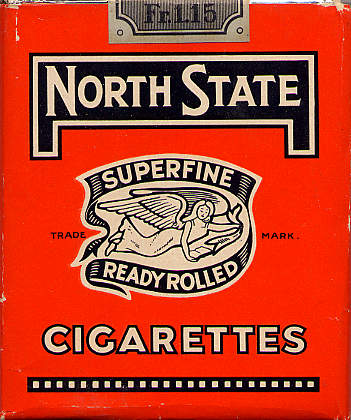 Fr.1.15
NORTH STATE
SUPERFINE
TRADE MARK.
READY ROLLED
CIGARETTES